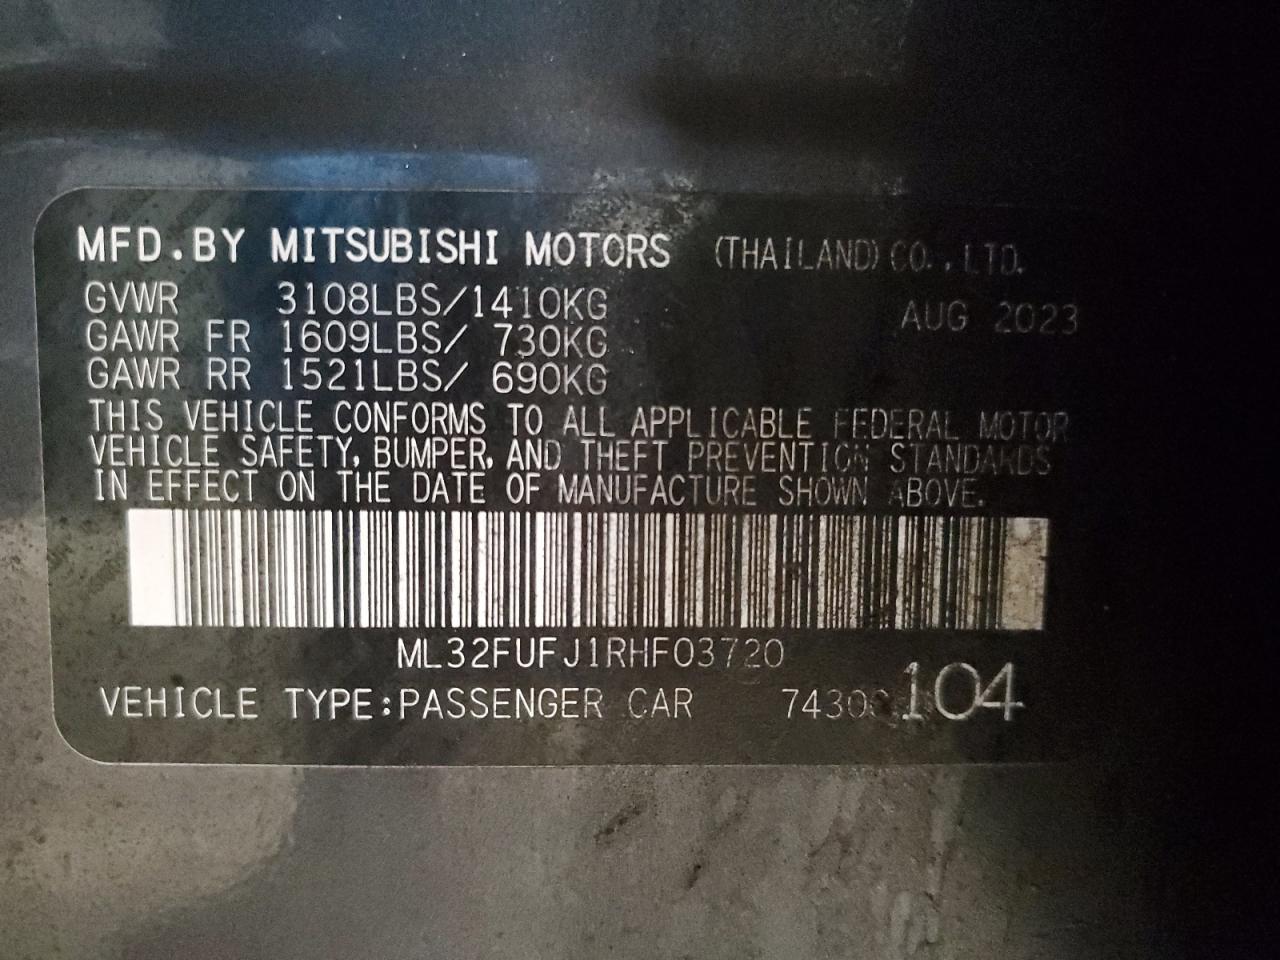 MFD.BY MITSUBISHI MOTORS (THAILAND) CO.,LTD.
GVWR 3108LBS/1410KG AUG 2023
GAWR FR 1609LBS/ 730KG
GAWR RR 1521LBS/ 690KG
THIS VEHICLE CONFORMS TO ALL APPLICABLE FEDERAL MOTOR
VEHICLE SAFETY, BUMPER, AND THEFT PREVENTION STANDARDS
IN EFFECT ON THE DATE OF MANUFACTURE SHOWN ABOVE.
ML32FUFJ1RHF03720
VEHICLE TYPE:PASSENGER CAR 104